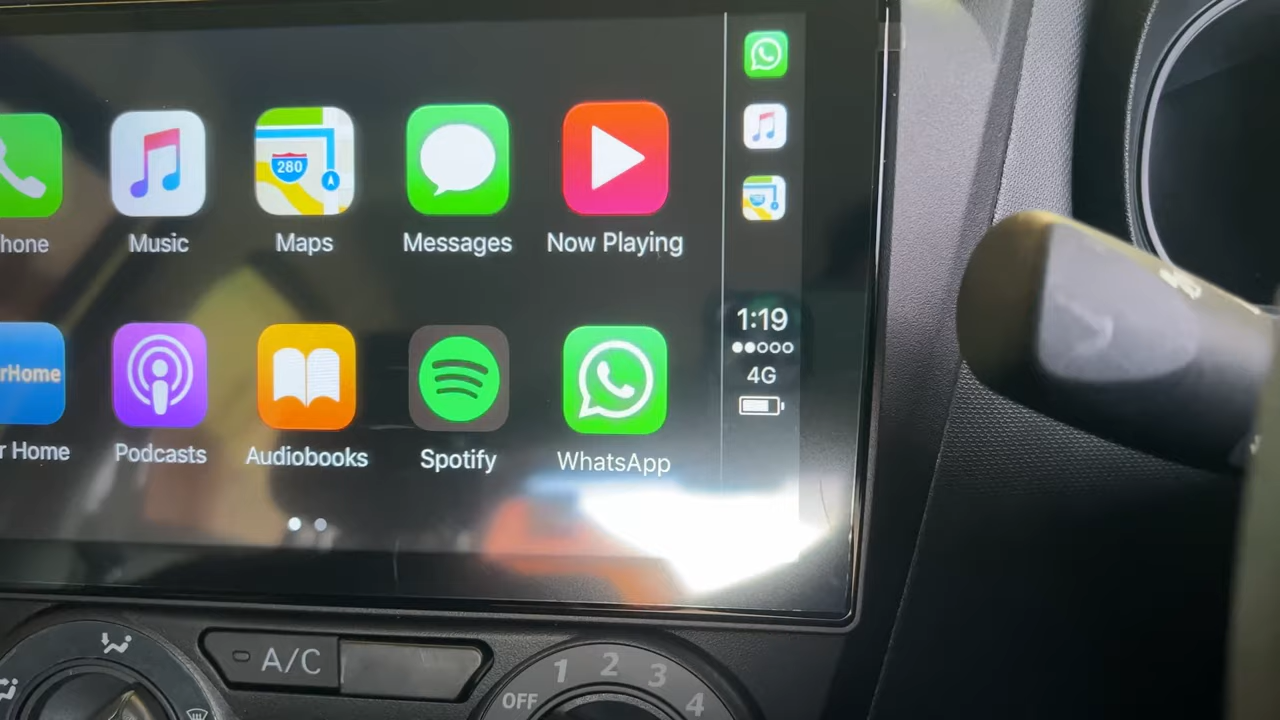 280
hone
Music
Maps
Messages
Now Playing
rHome
r Home
Podcasts
Audiobooks
Spotify
WhatsApp
1:19
4G
A/C
OFF 1 2 3 4